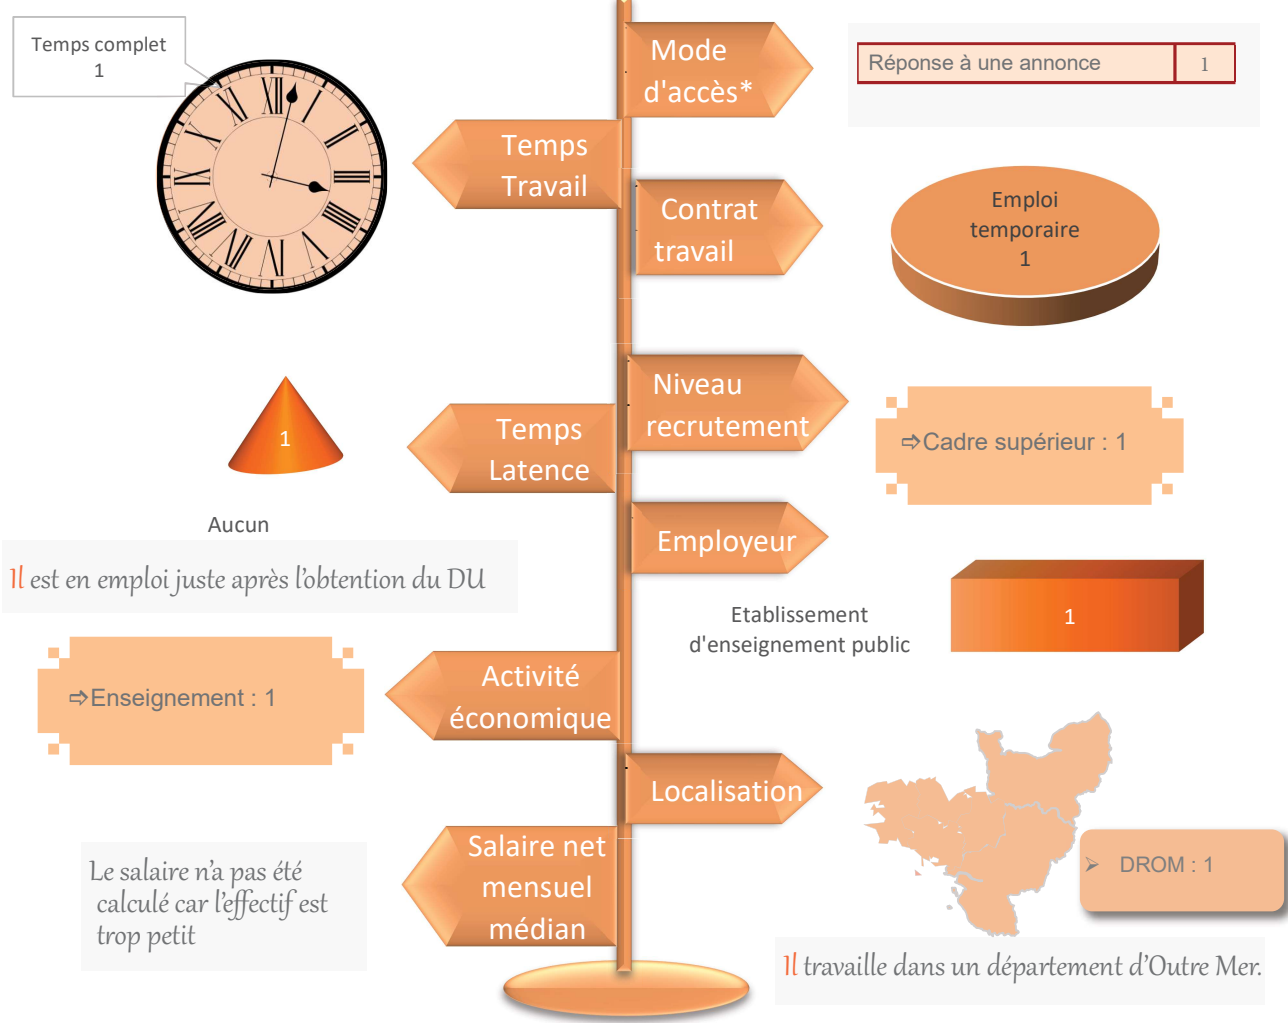 Temps complet
1
Mode
d'accès*
Réponse à une annonce 1
Temps
Travail
Contrat
travail
Emploi
temporaire
1
Niveau
recrutement
⇨Cadre supérieur : 1
Temps
Latence
1
Aucun
Il est en emploi juste après l’obtention du DU
Employeur
Etablissement
d'enseignement public
1
Activité
économique
⇨Enseignement : 1
Localisation
➢ DROM : 1
Il travaille dans un département d’Outre Mer.
Salaire net
mensuel
médian
Le salaire n’a pas été
calculé car l’effectif est
trop petit